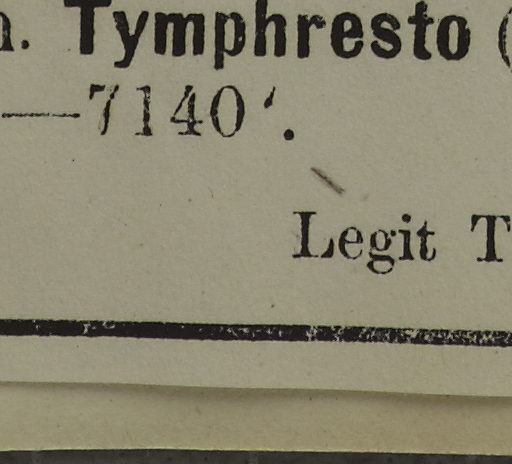 n. Tymphresto (
—7140‘.
Legit T